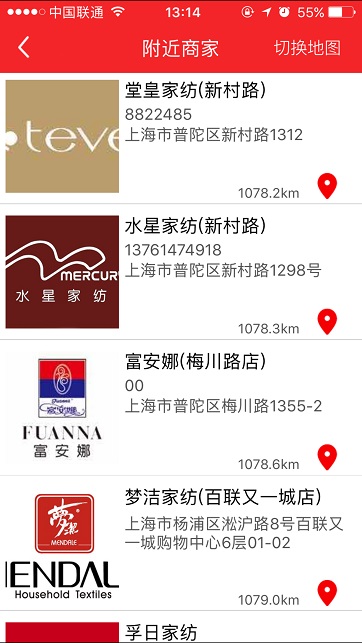 中国联通 13:14 55%
附近商家 切换地图
.teve
堂皇家纺(新村路)
8822485
上海市普陀区新村路1312
1078.2km
MERCURY
水星家纺
水星家纺(新村路)
13761474918
上海市普陀区新村路1298号
1078.3km
FUANNA
富安娜
富安娜(梅川路店)
00
上海市普陀区梅川路1355-2
1078.6km
梦洁
MENDALE
MENDAL
Household Textiles
梦洁家纺(百联又一城店)
上海市杨浦区淞沪路8号百联又
一城购物中心6层01-02
1079.0km
孚日家纺